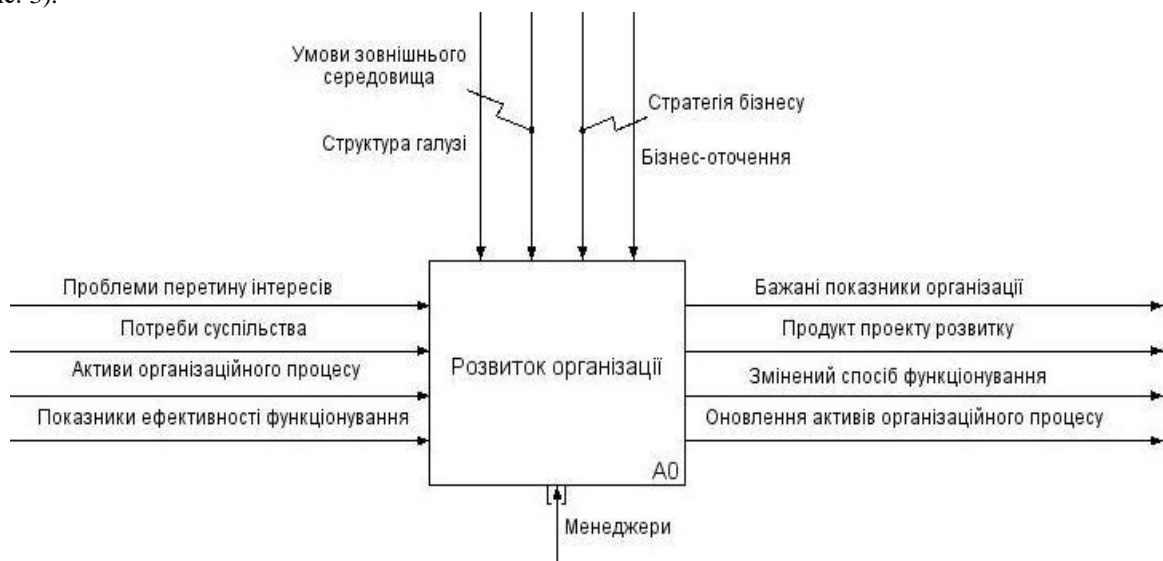 с. 3).
Умови зовнішнього
середовища
Стратегія бізнесу
Структура галузі
Бізнес-оточення
Проблеми перетину інтересів
Потреби суспільства
Активи організаційного процесу
Показники ефективності функціонування
Розвиток організації
A0
Бажані показники організації
Продукт проекту розвитку
Змінений спосіб функціонування
Оновлення активів організаційного процесу
Менеджери